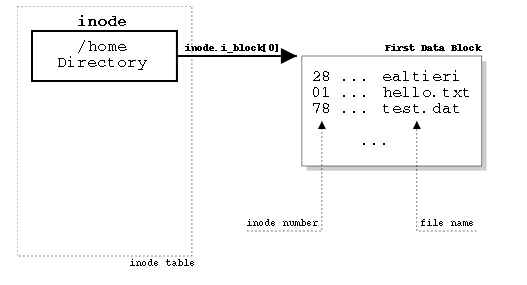 inode
/home
Directory
inode.i_block[0]
First Data Block
28 ... ealtieri
01 ... hello.txt
78 ... test.dat
...
inode number
file name
inode table